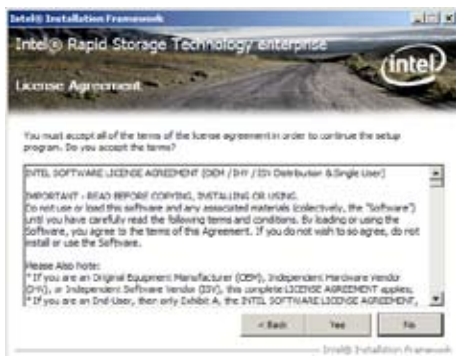 Intel® Installation Framework
Intel® Rapid Storage Technology enterprise
(intel)
License Agreement
You must accept all of the terms of the license agreement in order to continue the setup
program. Do you accept the terms?
INTEL SOFTWARE LICENSE AGREEMENT (OEM / IHV / ISV Distribution & Single User)
IMPORTANT - READ BEFORE COPYING, INSTALLING OR USING.
Do not use or load this software and any associated materials (collectively, the "Software")
until you have carefully read the following terms and conditions. By loading or using the
Software, you agree to the terms of this Agreement. If you do not wish to so agree, do not
install or use the Software.
Please Also Note:
* If you are an Original Equipment Manufacturer (OEM), Independent Hardware Vendor
(IHV), or Independent Software Vendor (ISV), this complete LICENSE AGREEMENT applies;
* If you are an End-User, then only Exhibit A, the INTEL SOFTWARE LICENSE AGREEMENT,
< Back
Yes
No
Intel® Installation Framework